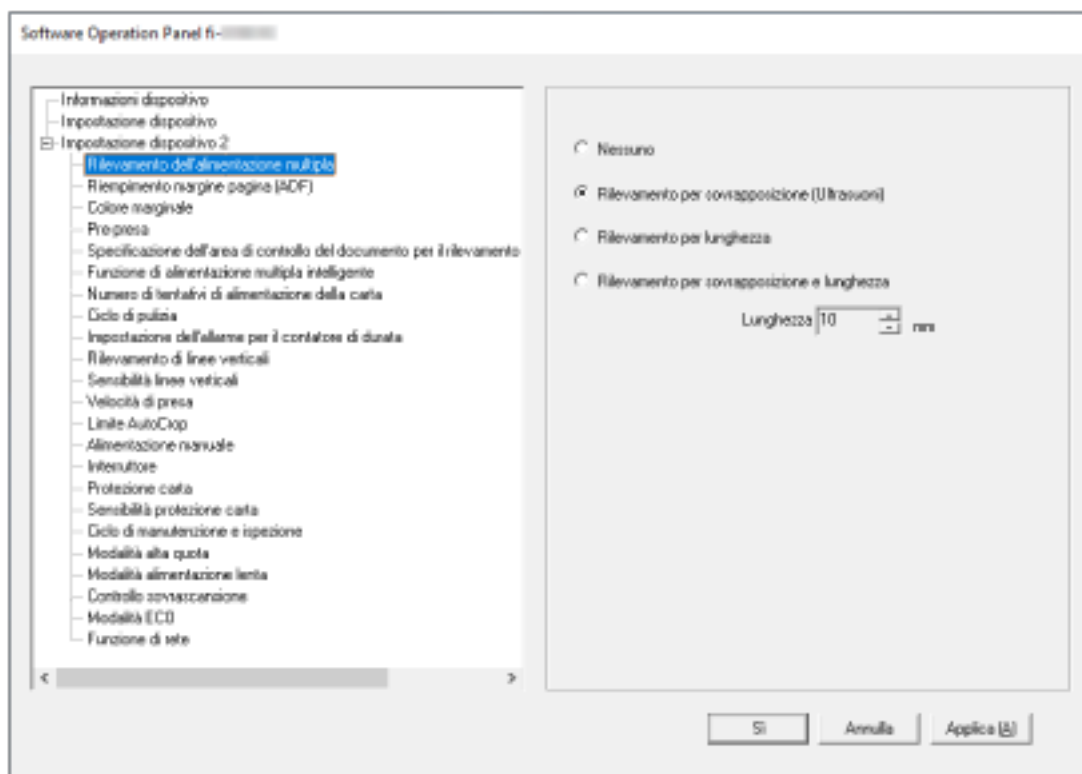 Software Operation Panel fi-
Informazioni dispositivo
Impostazione dispositivo
Impostazione dispositivo 2
Rilevamento dell'alimentazione multipla
Riempimento margine pagina (ADF)
Colore marginale
Pre-presa
Specificazione dell'area di controllo del documento per il rilevamento
Funzione di alimentazione multipla intelligente
Numero di tentativi di alimentazione della carta
Ciclo di pulizia
Impostazione dell'allarme per il contatore di durata
Rilevamento di linee verticali
Sensibilità linee verticali
Velocità di presa
Limite AutoCrop
Alimentazione manuale
Interruttore
Protezione carta
Sensibilità protezione carta
Ciclo di manutenzione e ispezione
Modalità alta quota
Modalità alimentazione lenta
Controllo sovrascansione
Modalità ECO
Funzione di rete
Nessuno
Rilevamento per sovrapposizione (Ultrasuoni)
Rilevamento per lunghezza
Rilevamento per sovrapposizione e lunghezza
Lunghezza 10 mm
Sì Annulla Applica (A)